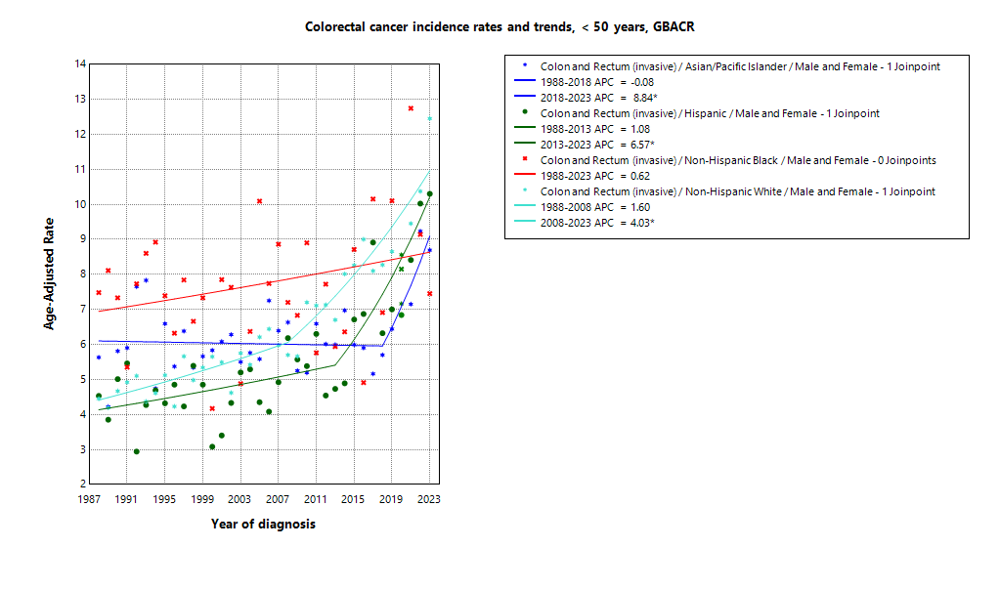 Colorectal cancer incidence rates and trends, < 50 years, GBACR
14
13
12
11
10
9
8
7
6
5
4
3
2
Age-Adjusted Rate
1987 1991 1995 1999 2003 2007 2011 2015 2019 2023
Year of diagnosis
Colon and Rectum (invasive) / Asian/Pacific Islander / Male and Female - 1 Joinpoint
1988-2018 APC = -0.08
2018-2023 APC = 8.84*
Colon and Rectum (invasive) / Hispanic / Male and Female - 1 Joinpoint
1988-2013 APC = 1.08
2013-2023 APC = 6.57*
Colon and Rectum (invasive) / Non-Hispanic Black / Male and Female - 0 Joinpoints
1988-2023 APC = 0.62
Colon and Rectum (invasive) / Non-Hispanic White / Male and Female - 1 Joinpoint
1988-2008 APC = 1.60
2008-2023 APC = 4.03*